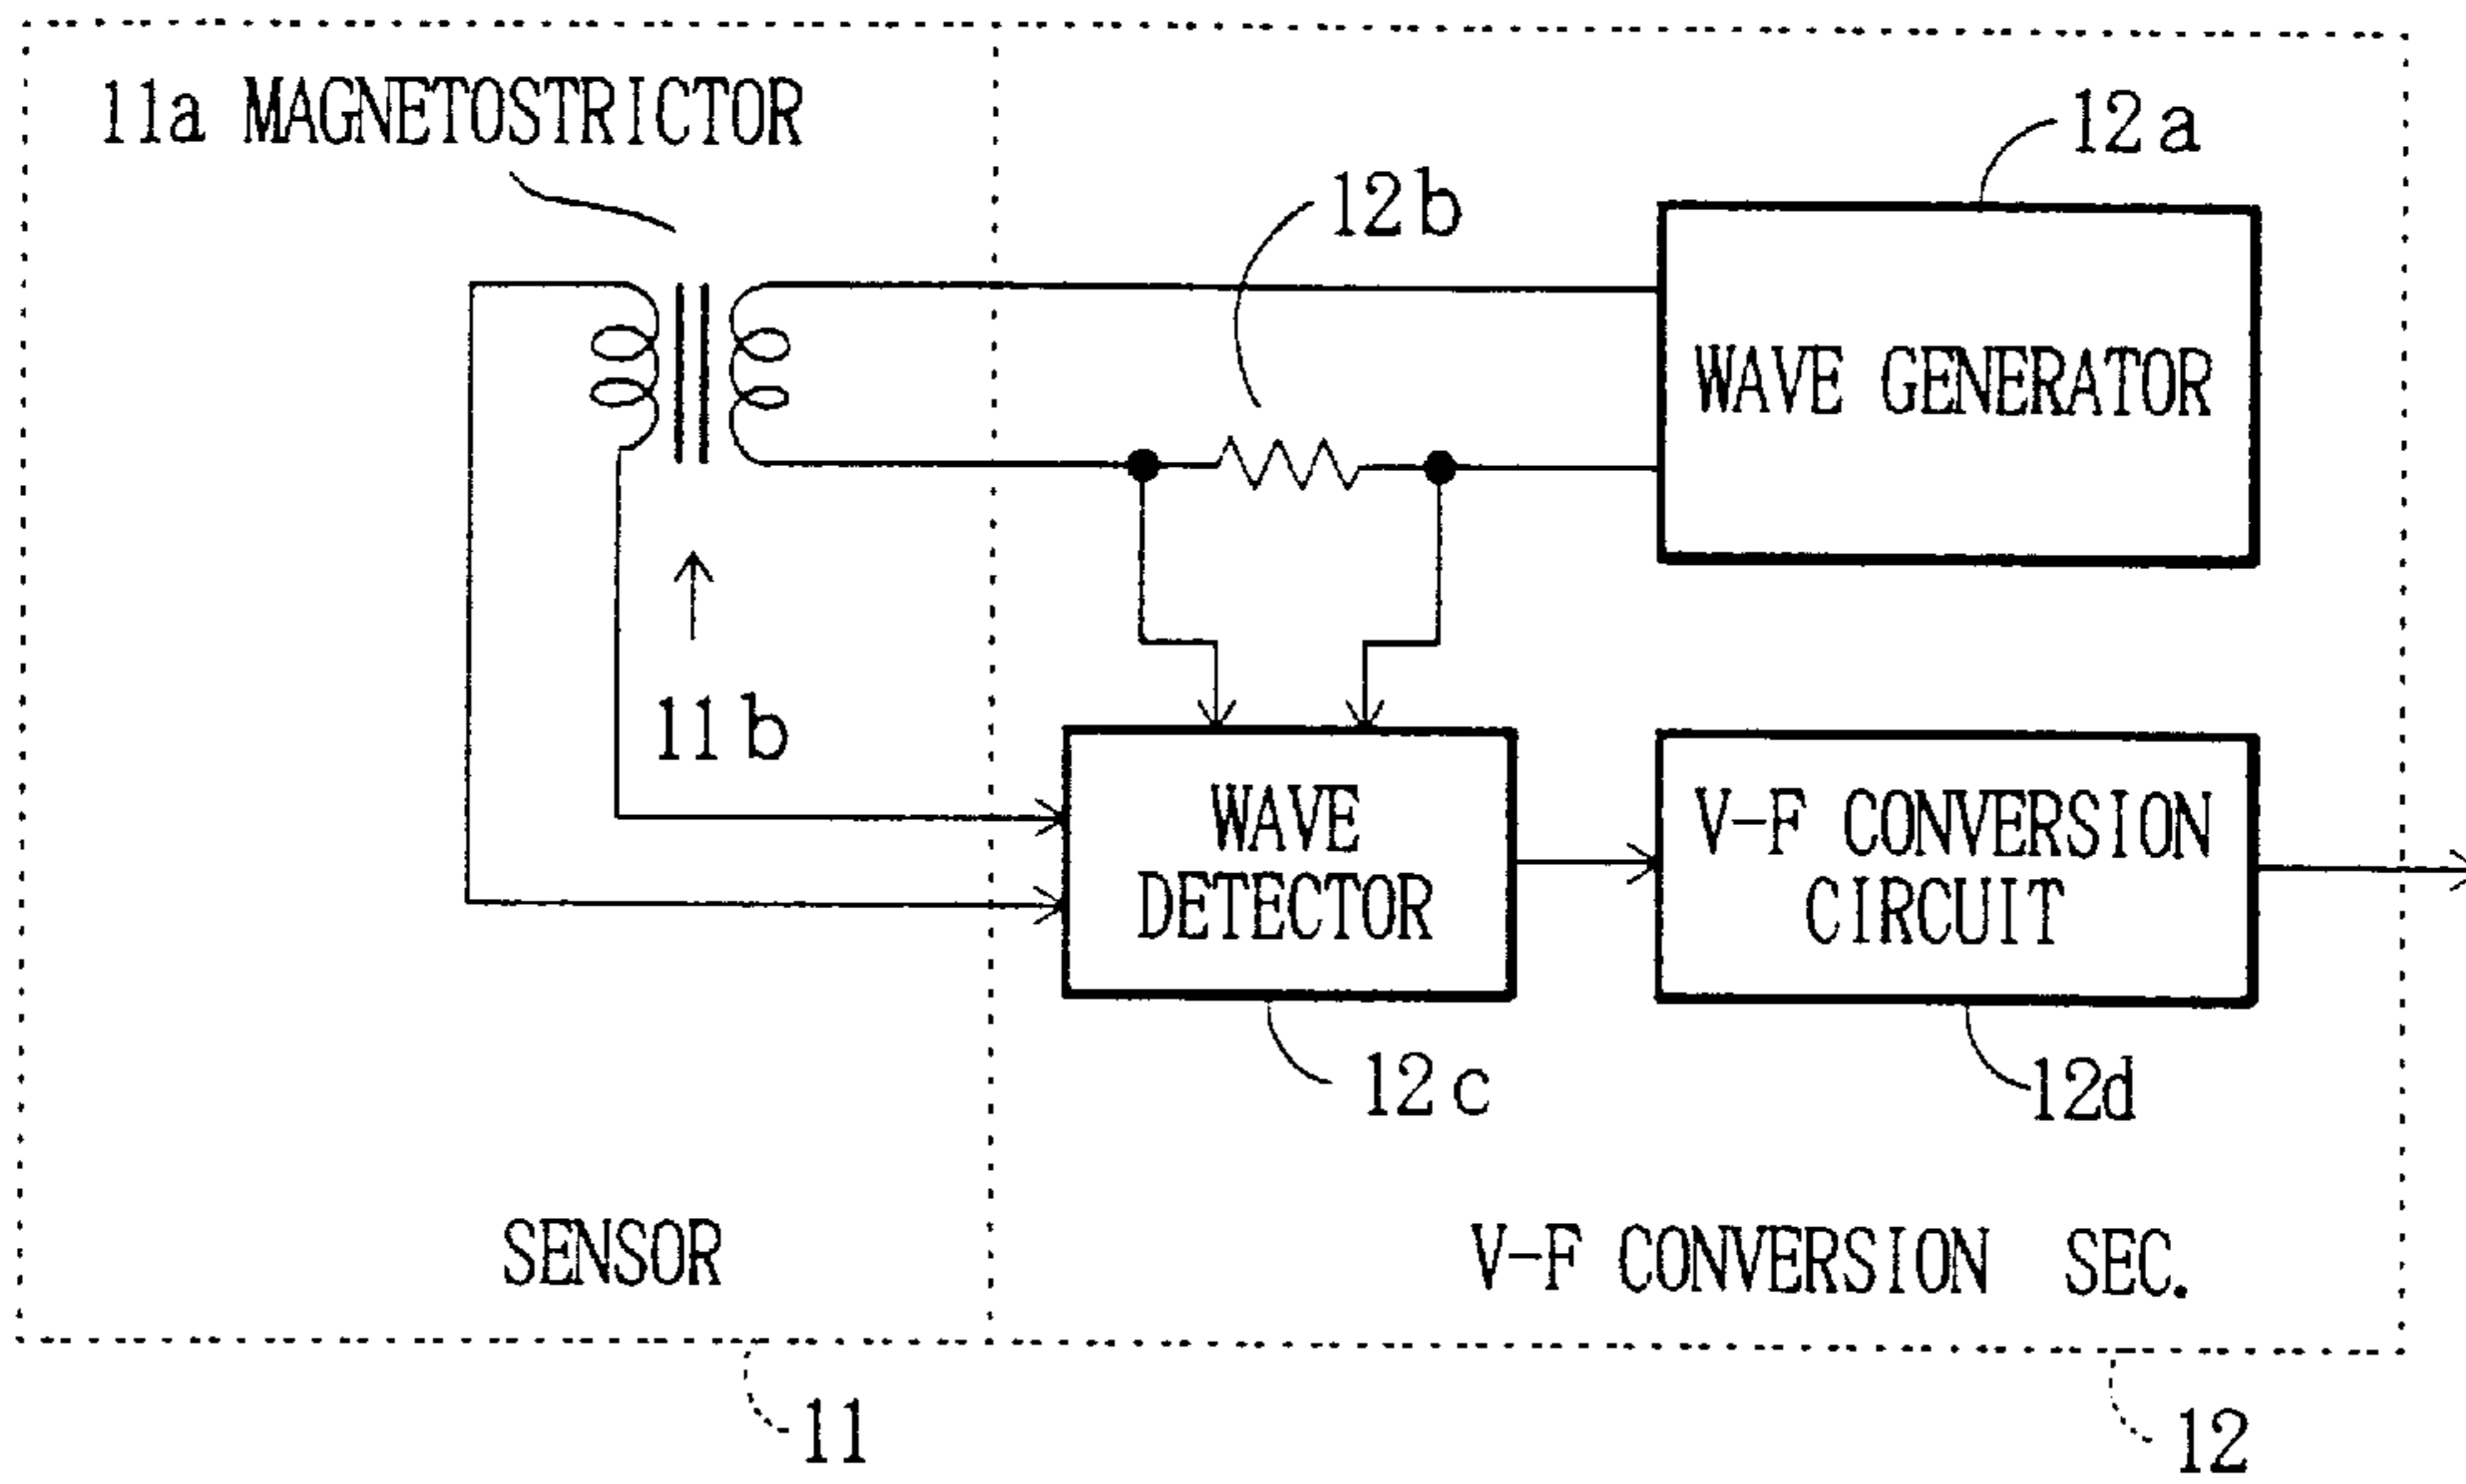 11a MAGNETOSTRICTOR
12a
12b
WAVE GENERATOR
11b
WAVE
DETECTOR
V-F CONVERSION
CIRCUIT
12c
12d
SENSOR
V-F CONVERSION SEC.
11
12